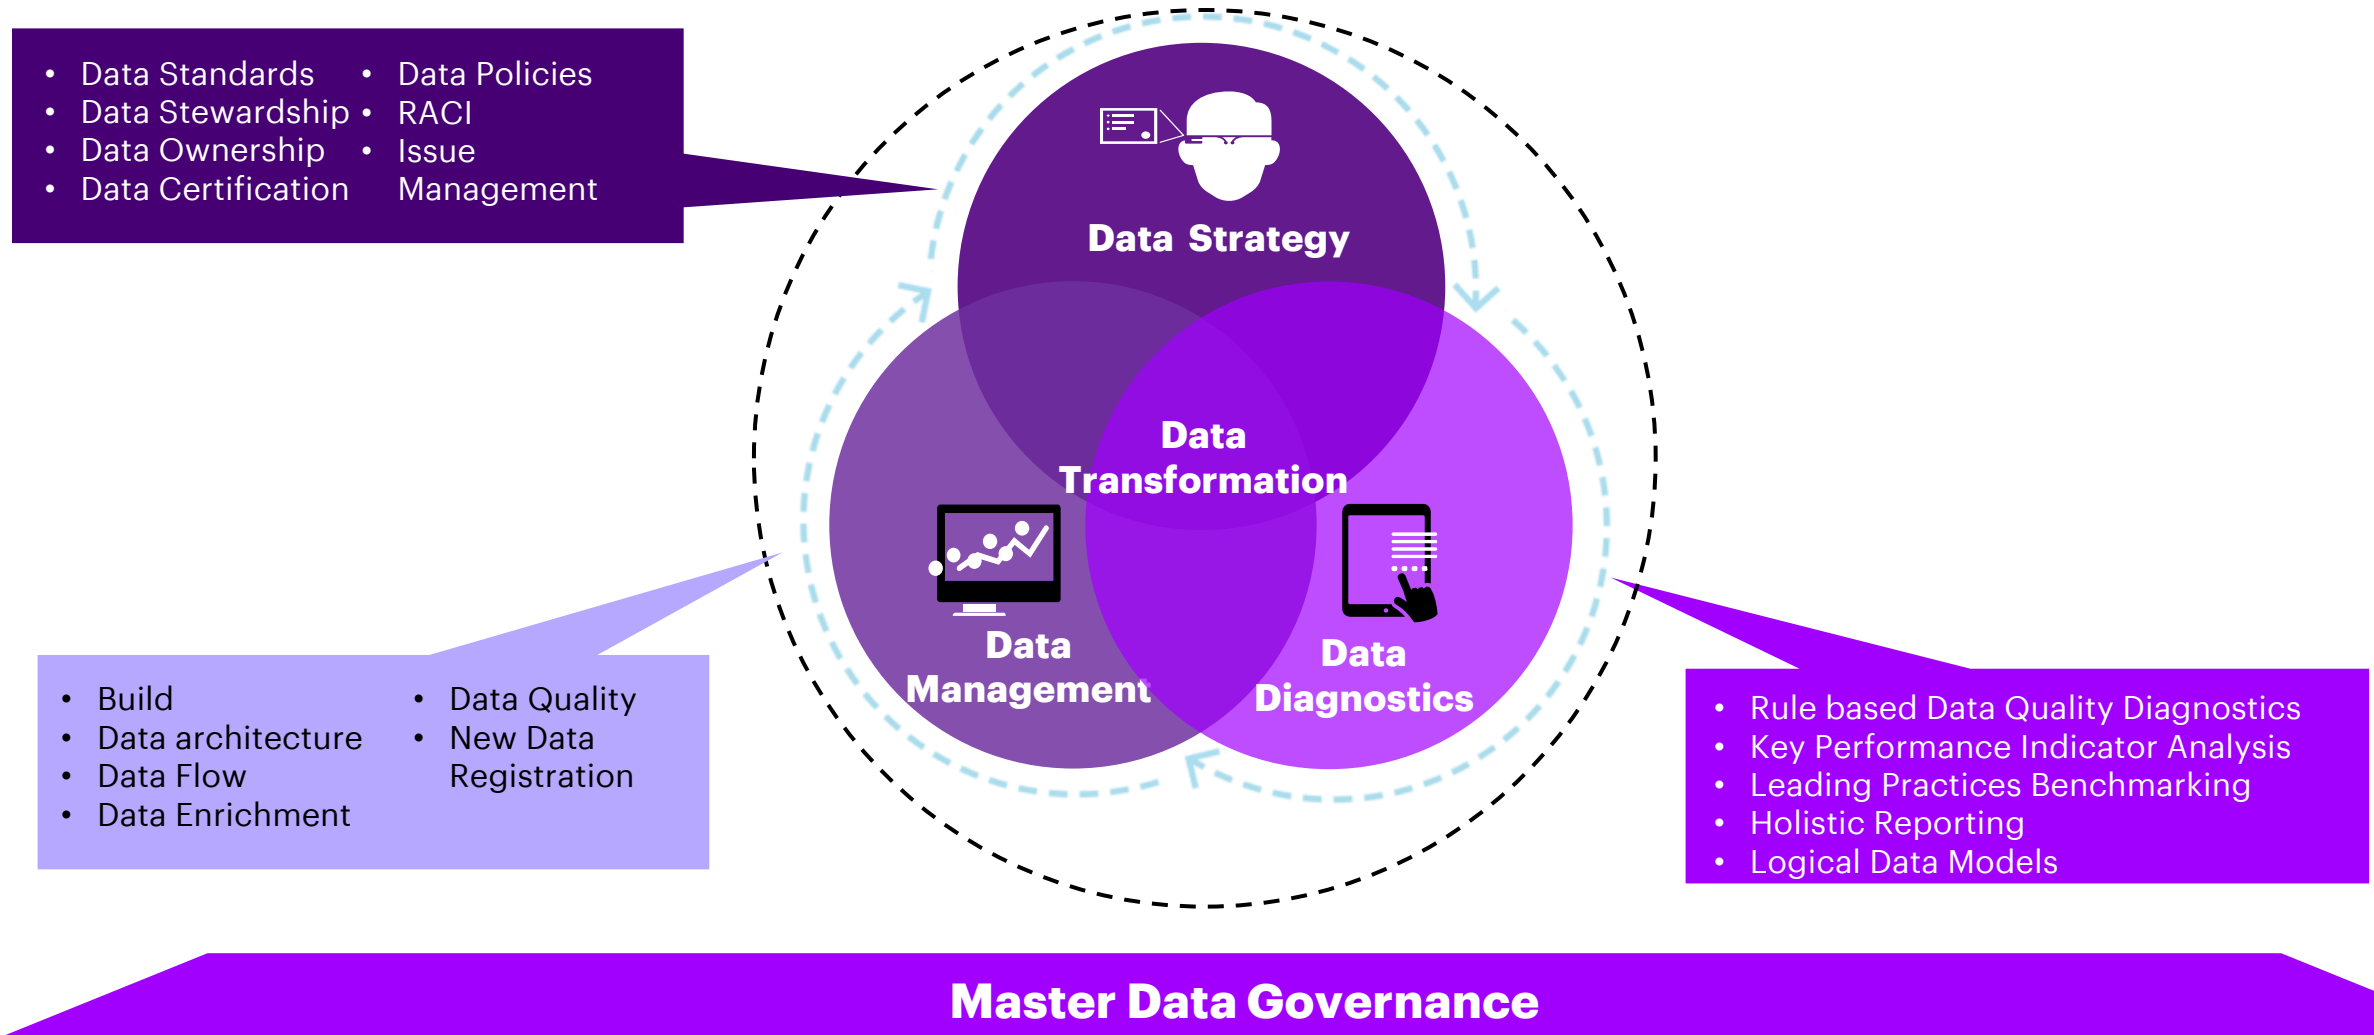 • Data Standards
• Data Stewardship
• Data Ownership
• Data Certification
• Data Policies
• RACI
• Issue
Management
Data Strategy
Data
Transformation
Data
Management
Data
Diagnostics
• Build
• Data architecture
• Data Flow
• Data Enrichment
• Data Quality
• New Data
Registration
• Rule based Data Quality Diagnostics
• Key Performance Indicator Analysis
• Leading Practices Benchmarking
• Holistic Reporting
• Logical Data Models
Master Data Governance